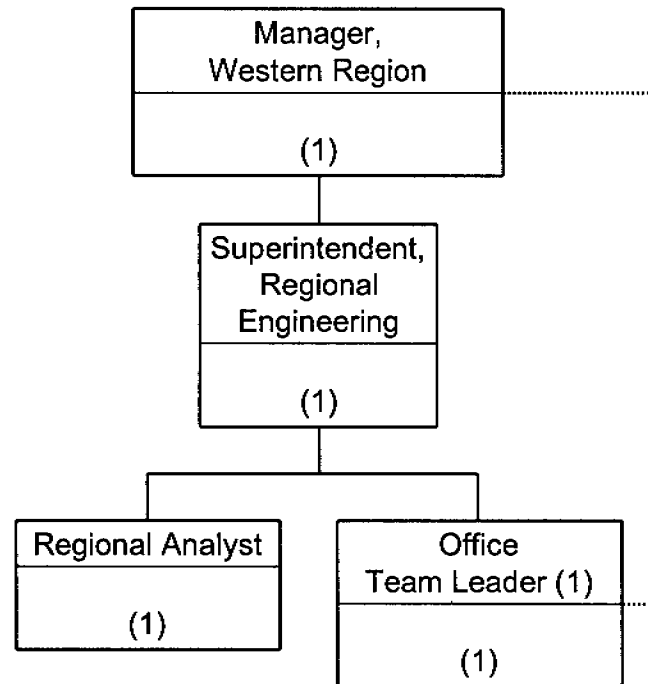 Manager,
Western Region
(1)
Superintendent,
Regional
Engineering
(1)
Regional Analyst
(1)
Office
Team Leader (1)
(1)